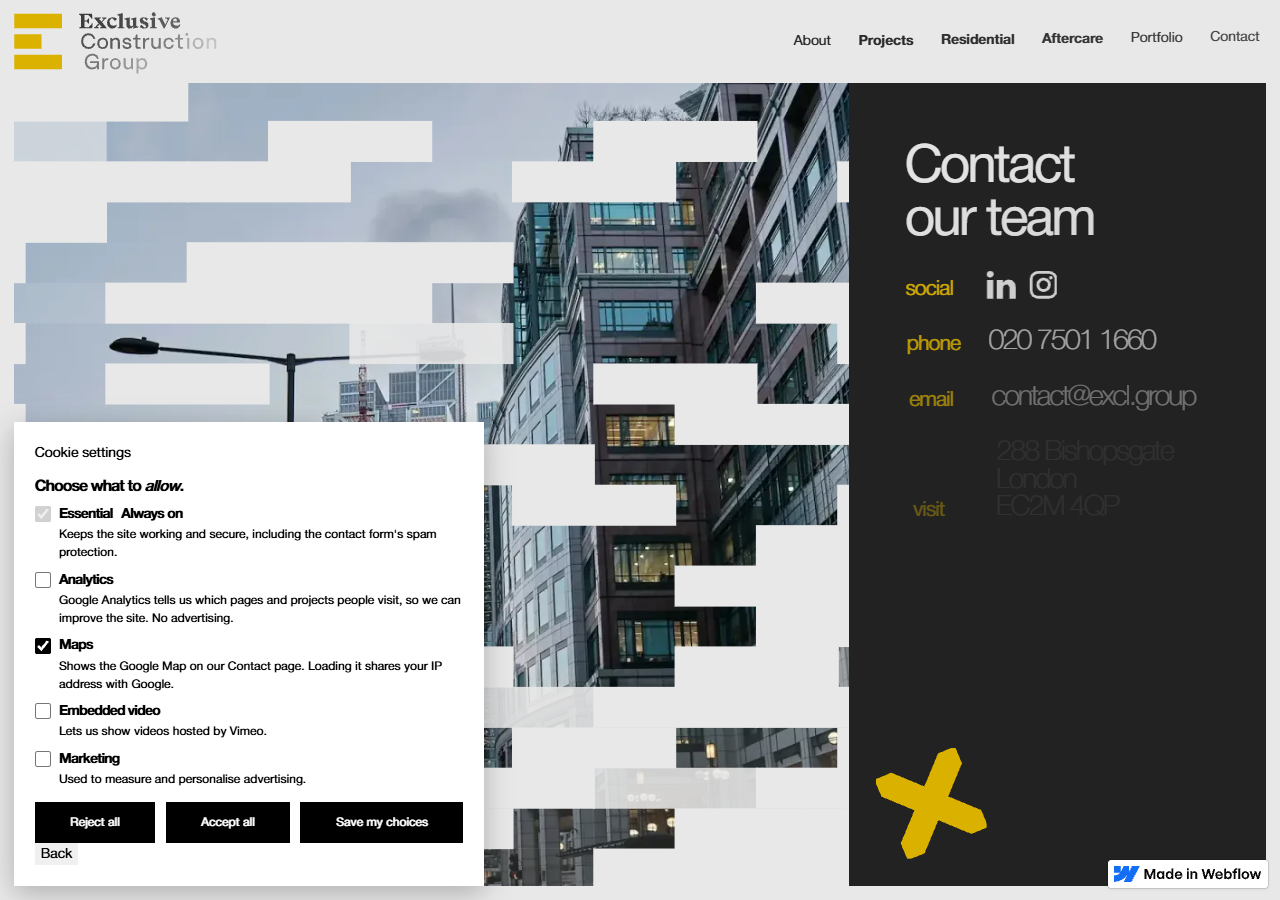 Exclusive
Construction
Group
About
Projects
Residential
Aftercare
Portfolio
Contact
Contact
our team
social
phone
020 7501 1660
email
contact@excl.group
visit
288 Bishopsgate
London
EC2M 4QP
Cookie settings
Choose what to allow.
Essential Always on
Keeps the site working and secure, including the contact form's spam
protection.
Analytics
Google Analytics tells us which pages and projects people visit, so we can
improve the site. No advertising.
Maps
Shows the Google Map on our Contact page. Loading it shares your IP
address with Google.
Embedded video
Lets us show videos hosted by Vimeo.
Marketing
Used to measure and personalise advertising.
Reject all
Accept all
Save my choices
Back
Made in Webflow